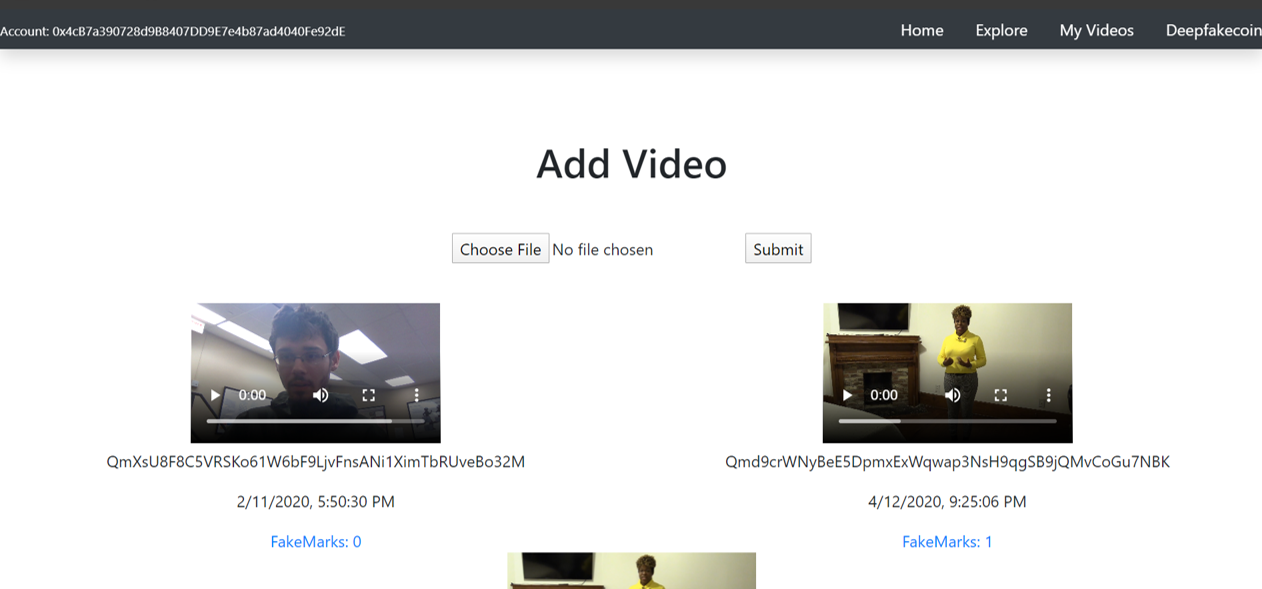 Account: 0x4cB7a390728d9B8407DD9E7e4b87ad4040Fe92dE
Home Explore My Videos Deepfakecoin
Add Video
Choose File No file chosen Submit
0:00 0:00
QmXsU8F8C5VRSKo61W6bF9LjvFnsANi1XimTbRUveBo32M Qmd9crWNyBeE5DpmxExWqwap3NsH9qgSB9jQMvCoGu7NBK
2/11/2020, 5:50:30 PM 4/12/2020, 9:25:06 PM
FakeMarks: 0 FakeMarks: 1